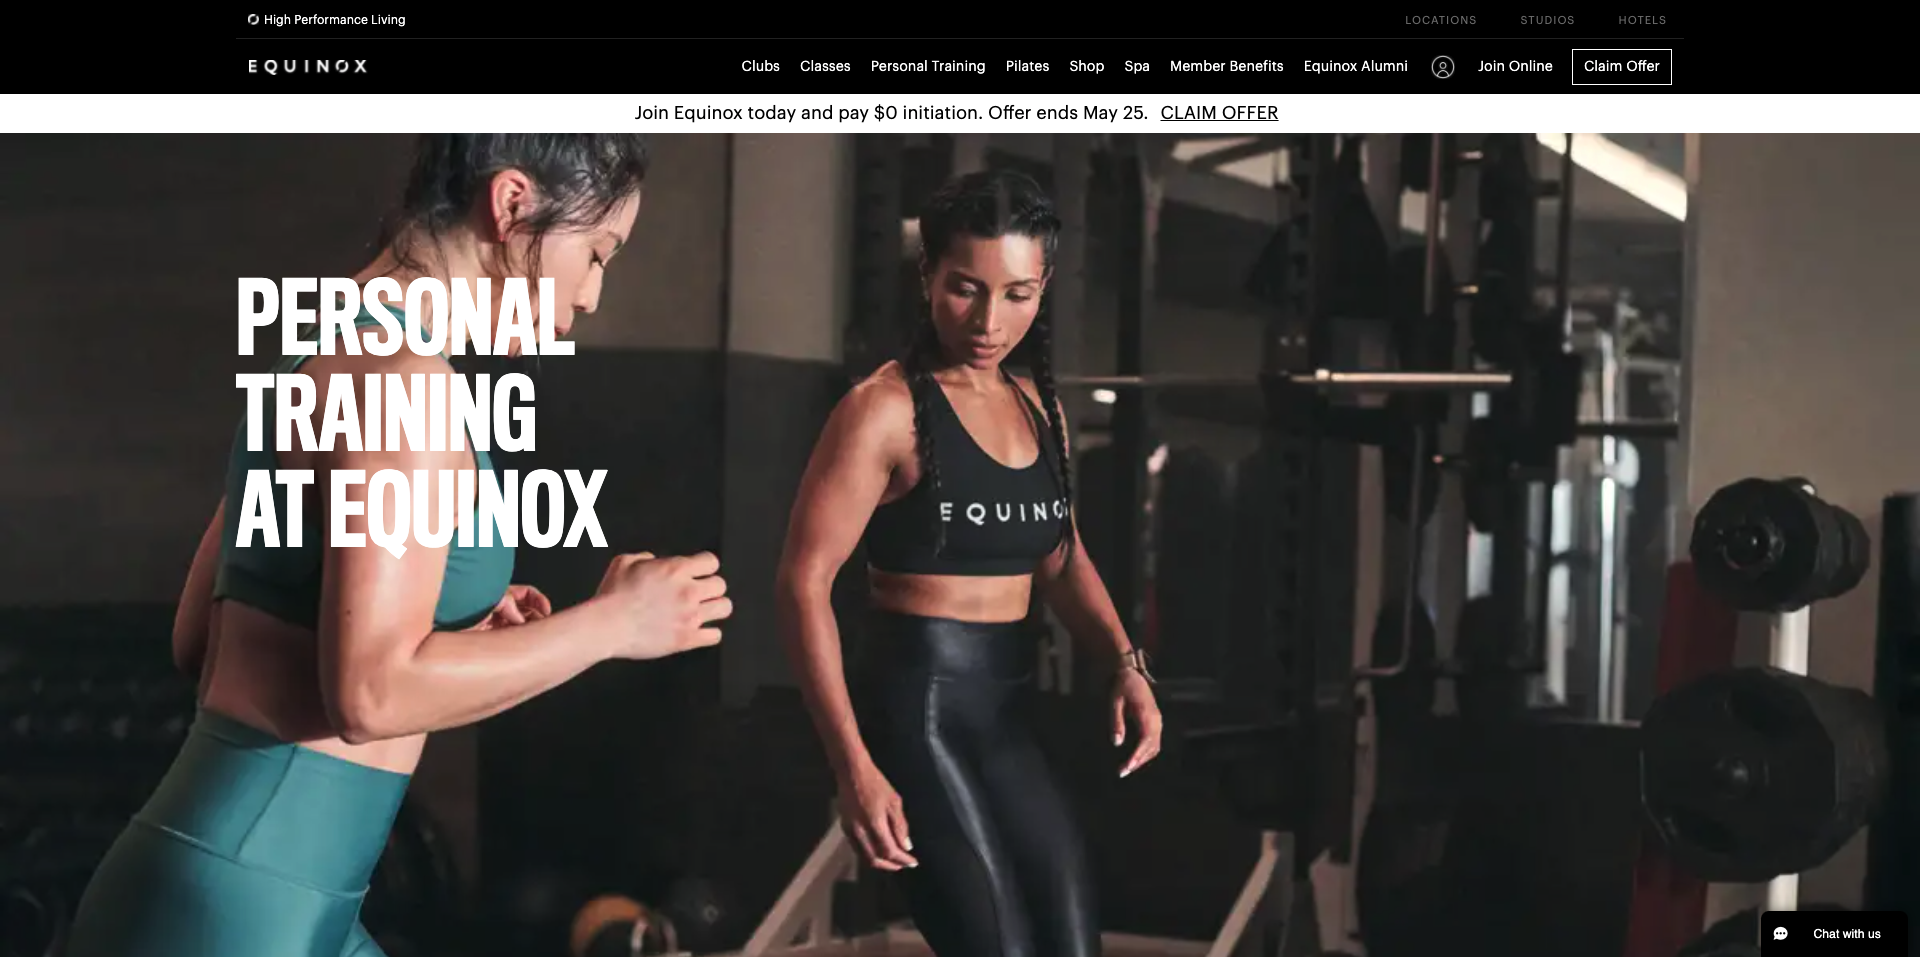 High Performance Living
LOCATIONS STUDIOS HOTELS
EQUINOX
Clubs Classes Personal Training Pilates Shop Spa Member Benefits Equinox Alumni Join Online Claim Offer
Join Equinox today and pay $0 initiation. Offer ends May 25. CLAIM OFFER
PERSONAL
TRAINING
AT EQUINOX
EQUINO
Chat with us